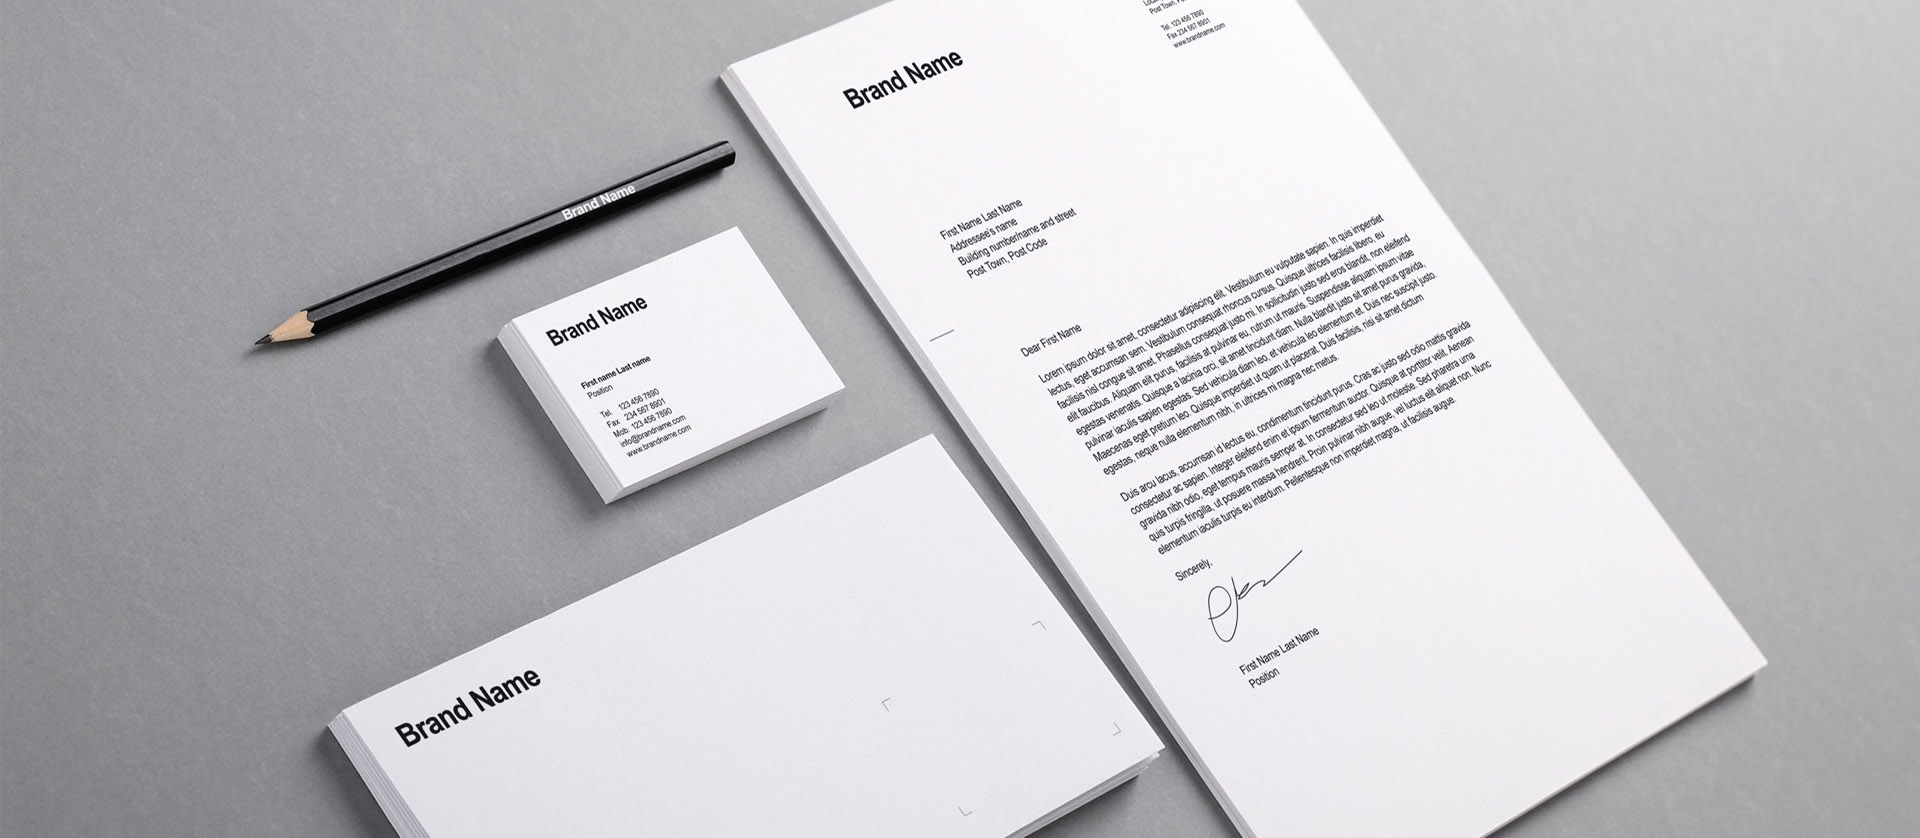 Brand Name
Brand Name
First name Last name
Position
Tel. 123 456 7890
Fax 234 567 8901
Mob. 123 456 7890
info@brandname.com
www.brandname.com
Brand Name
Brand Name
Post Town,
Tel. 123 456 7890
Fax 234 567 8901
www.brandname.com
First Name Last Name
Addressee's name
Building number/name and street
Post Town, Post Code
Dear First Name
Lorem ipsum dolor sit amet, consectetur adipiscing elit. Vestibulum eu vulputate sapien. In quis imperdiet
lectus, eget accumsan sem. Vestibulum consequat rhoncus cursus. Quisque ultrices facilisis libero, eu
facilisis nisl congue sit amet. Phasellus consequat justo mi. In sollicitudin justo sed eros blandit, non eleifend
elit faucibus. Aliquam elit purus, facilisis at pulvinar eu, rutrum ut mauris. Suspendisse aliquam ipsum vitae
egestas venenatis. Quisque a lacinia orci, sit amet tincidunt diam. Nulla blandit justo sit amet purus gravida,
pulvinar iaculis sapien egestas. Sed vehicula diam leo, et vehicula leo elementum et. Duis nec suscipit justo.
Maecenas eget pretium leo. Quisque imperdiet ut quam ut placerat. Duis facilisis, nisi sit amet dictum
egestas, neque nulla elementum nibh, in ultrices mi magna nec metus.
Duis arcu lacus, accumsan id lectus eu, condimentum tincidunt purus. Cras ac justo sed odio mattis gravida
consectetur ac sapien. Integer eleifend enim et ipsum fermentum auctor. Quisque at porttitor velit. Aenean
gravida nibh odio, eget tempus mauris semper at. In consectetur sed leo ut molestie. Sed pharetra urna
quis turpis fringilla, ut posuere massa hendrerit. Proin pulvinar nibh augue, vel luctus elit aliquet non. Nunc
elementum iaculis turpis eu interdum. Pellentesque non imperdiet magna, ut facilisis augue.
Sincerely,
First Name Last Name
Position